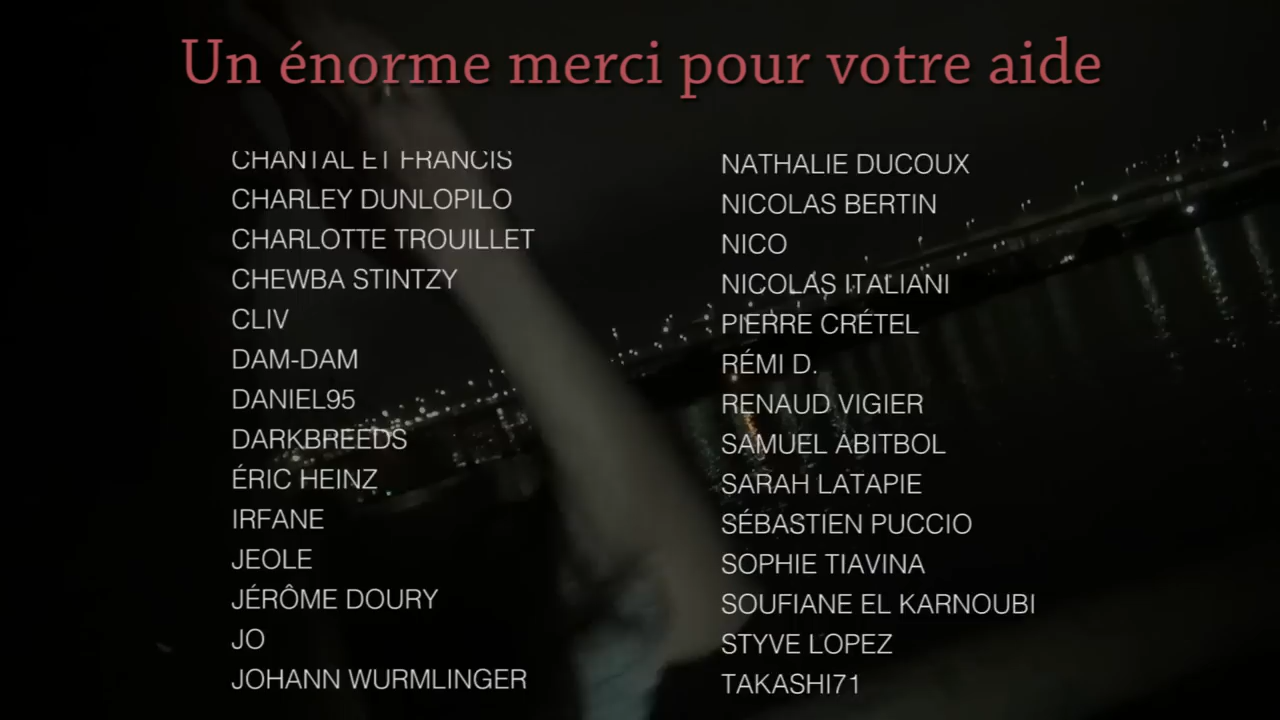 Un énorme merci pour votre aide
CHANTAL ET FRANCIS
CHARLEY DUNLOPILO
CHARLOTTE TROUILLET
CHEWBA STINTZY
CLIV
DAM-DAM
DANIEL95
DARKBREEDS
ÉRIC HEINZ
IRFANE
JEOLE
JÉRÔME DOURY
JO
JOHANN WURMLINGER
NATHALIE DUCOUX
NICOLAS BERTIN
NICO
NICOLAS ITALIANI
PIERRE CRÉTEL
RÉMI D.
RENAUD VIGIER
SAMUEL ABITBOL
SARAH LATAPIE
SÉBASTIEN PUCCIO
SOPHIE TIAVINA
SOUFIANE EL KARNOUBI
STYVE LOPEZ
TAKASHI71